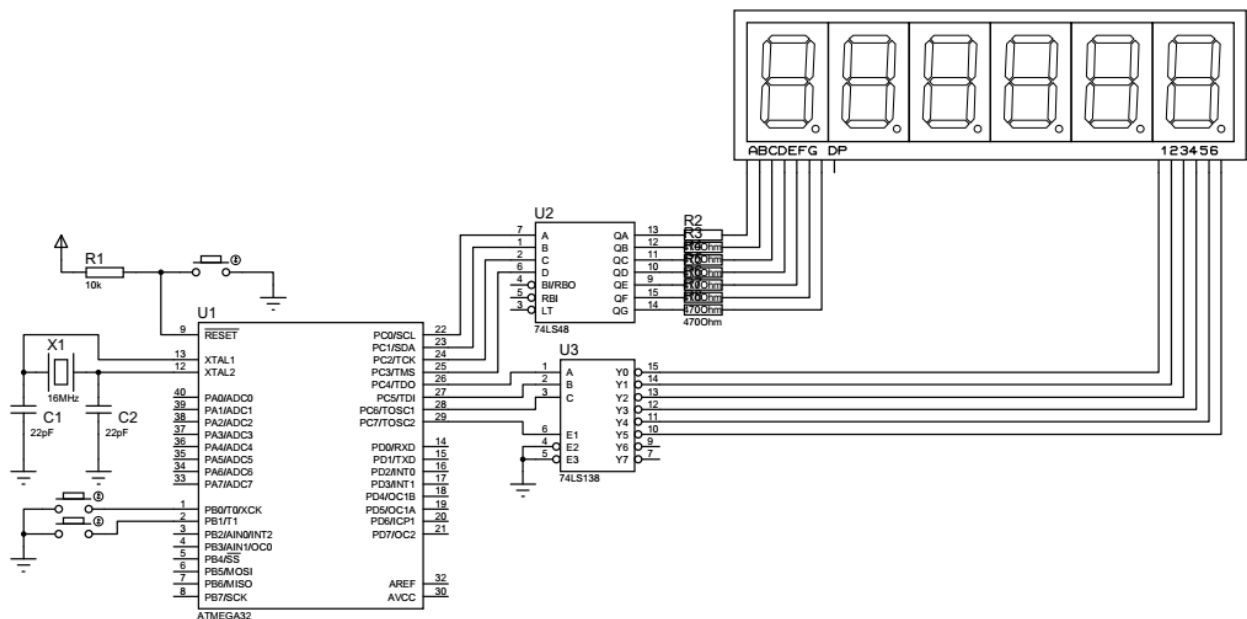 ABCDEFG DP
123456
U2
7 A QA 13
1 B QB 12
2 C QC 11
6 D QD 10
4 BI/RBO QE 9
5 RBI QF 15
3 LT QG 14
74LS48
R2
R3
470Ohm
470Ohm
R1
10k
U1
9 RESET PC0/SCL 22
PC1/SDA 23
13 XTAL1 PC2/TCK 24
12 XTAL2 PC3/TMS 25
PC4/TDO 26
40 PA0/ADC0 PC5/TDI 27
39 PA1/ADC1 PC6/TOSC1 28
38 PA2/ADC2 PC7/TOSC2 29
37 PA3/ADC3
36 PA4/ADC4 PD0/RXD 14
35 PA5/ADC5 PD1/TXD 15
34 PA6/ADC6 PD2/INT0 16
33 PA7/ADC7 PD3/INT1 17
PD4/OC1B 18
1 PB0/T0/XCK PD5/OC1A 19
2 PB1/T1 PD6/ICP1 20
3 PB2/AIN0/INT2 PD7/OC2 21
4 PB3/AIN1/OC0
5 PB4/SS
6 PB5/MOSI
7 PB6/MISO AREF 32
8 PB7/SCK AVCC 30
ATMEGA32
X1
16MHz
C1
22pF
C2
22pF
U3
1 A Y0 15
2 B Y1 14
3 C Y2 13
Y3 12
Y4 11
6 E1 Y5 10
4 E2 Y6 9
5 E3 Y7 7
74LS138